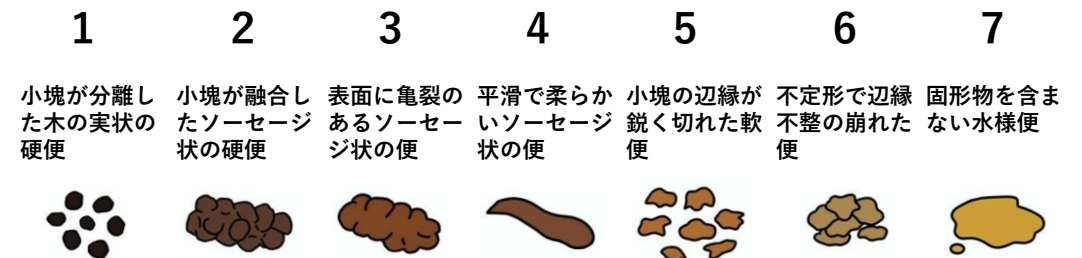 1
小塊が分離し
た木の実状の
硬便
2
小塊が融合し
たソーセージ
状の硬便
3
表面に亀裂の
あるソーセー
ジ状の便
4
平滑で柔らか
いソーセージ
状の便
5
小塊の辺縁が
鋭く切れた軟
便
6
不定形で辺縁
不整の崩れた
便
7
固形物を含ま
ない水様便